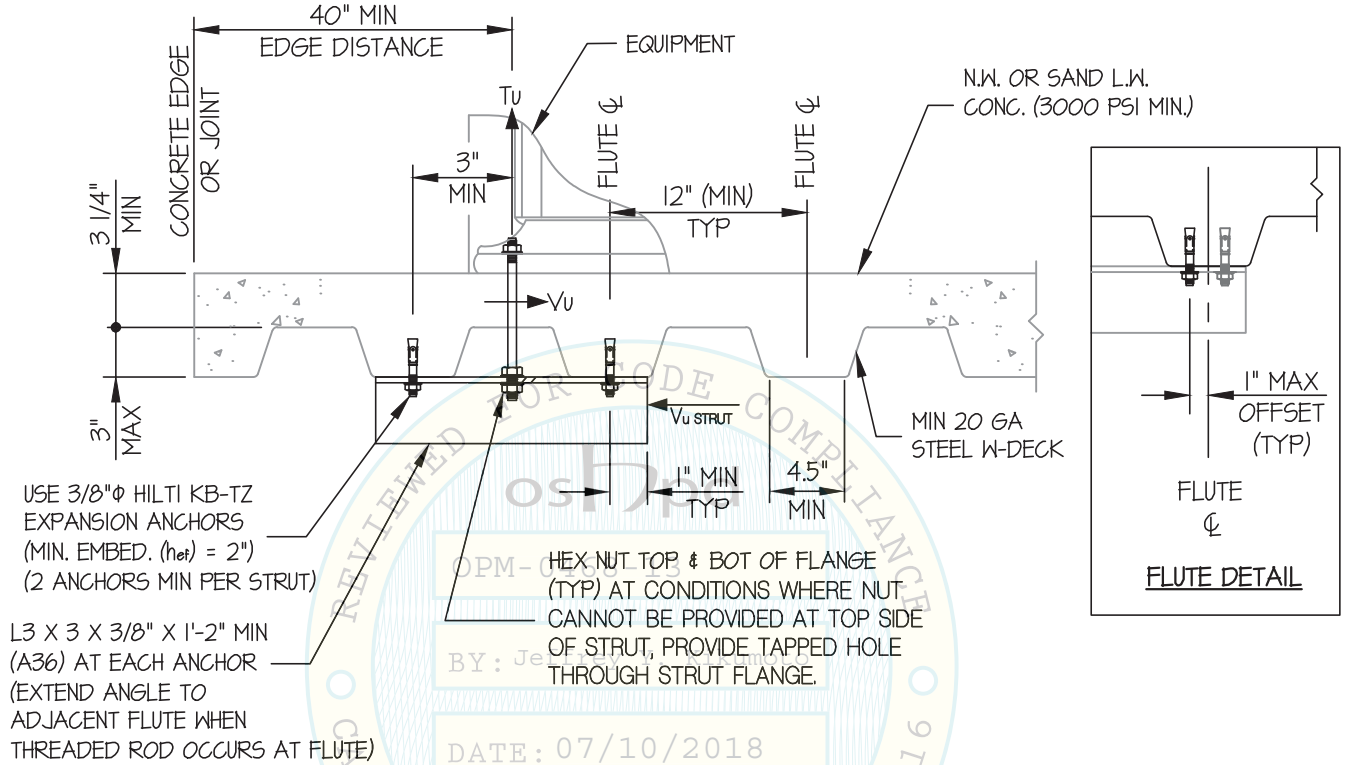 40" MIN
EDGE DISTANCE
CONCRETE EDGE
OR JOINT
EQUIPMENT
Tu
3"
MIN
FLUTE ℄
FLUTE ℄
12" (MIN)
TYP
N.W. OR SAND L.W.
CONC. (3000 PSI MIN.)
3 1/4"
MIN
Vu
3"
MAX
Vu STRUT
1" MIN
TYP
4.5"
MIN
MIN 20 GA
STEEL W-DECK
1" MAX
OFFSET
(TYP)
FLUTE
℄
FLUTE DETAIL
USE 3/8"Φ HILTI KB-TZ
EXPANSION ANCHORS
(MIN. EMBED. (hef) = 2")
(2 ANCHORS MIN PER STRUT)
L3 X 3 X 3/8" X 1'-2" MIN
(A36) AT EACH ANCHOR
(EXTEND ANGLE TO
ADJACENT FLUTE WHEN
THREADED ROD OCCURS AT FLUTE)
HEX NUT TOP & BOT OF FLANGE
(TYP) AT CONDITIONS WHERE NUT
CANNOT BE PROVIDED AT TOP SIDE
OF STRUT, PROVIDE TAPPED HOLE
THROUGH STRUT FLANGE.
REVIEWED FOR CODE COMPLIANCE
oshpd
OPM-0468-13
BY: Jeffrey Y. Kikumoto
DATE: 07/10/2018
16